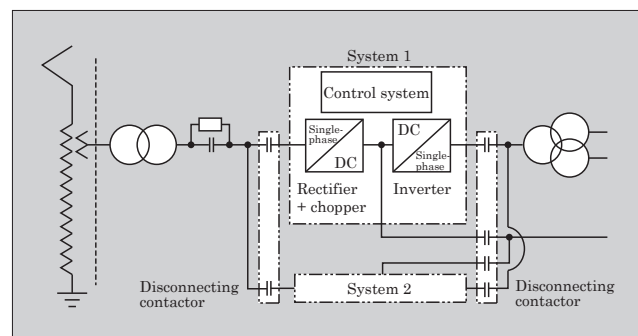 System 1
Control system
Single-
phase
DC
DC
Single-
phase
Rectifier
+ chopper
Inverter
Disconnecting
contactor
System 2
Disconnecting
contactor